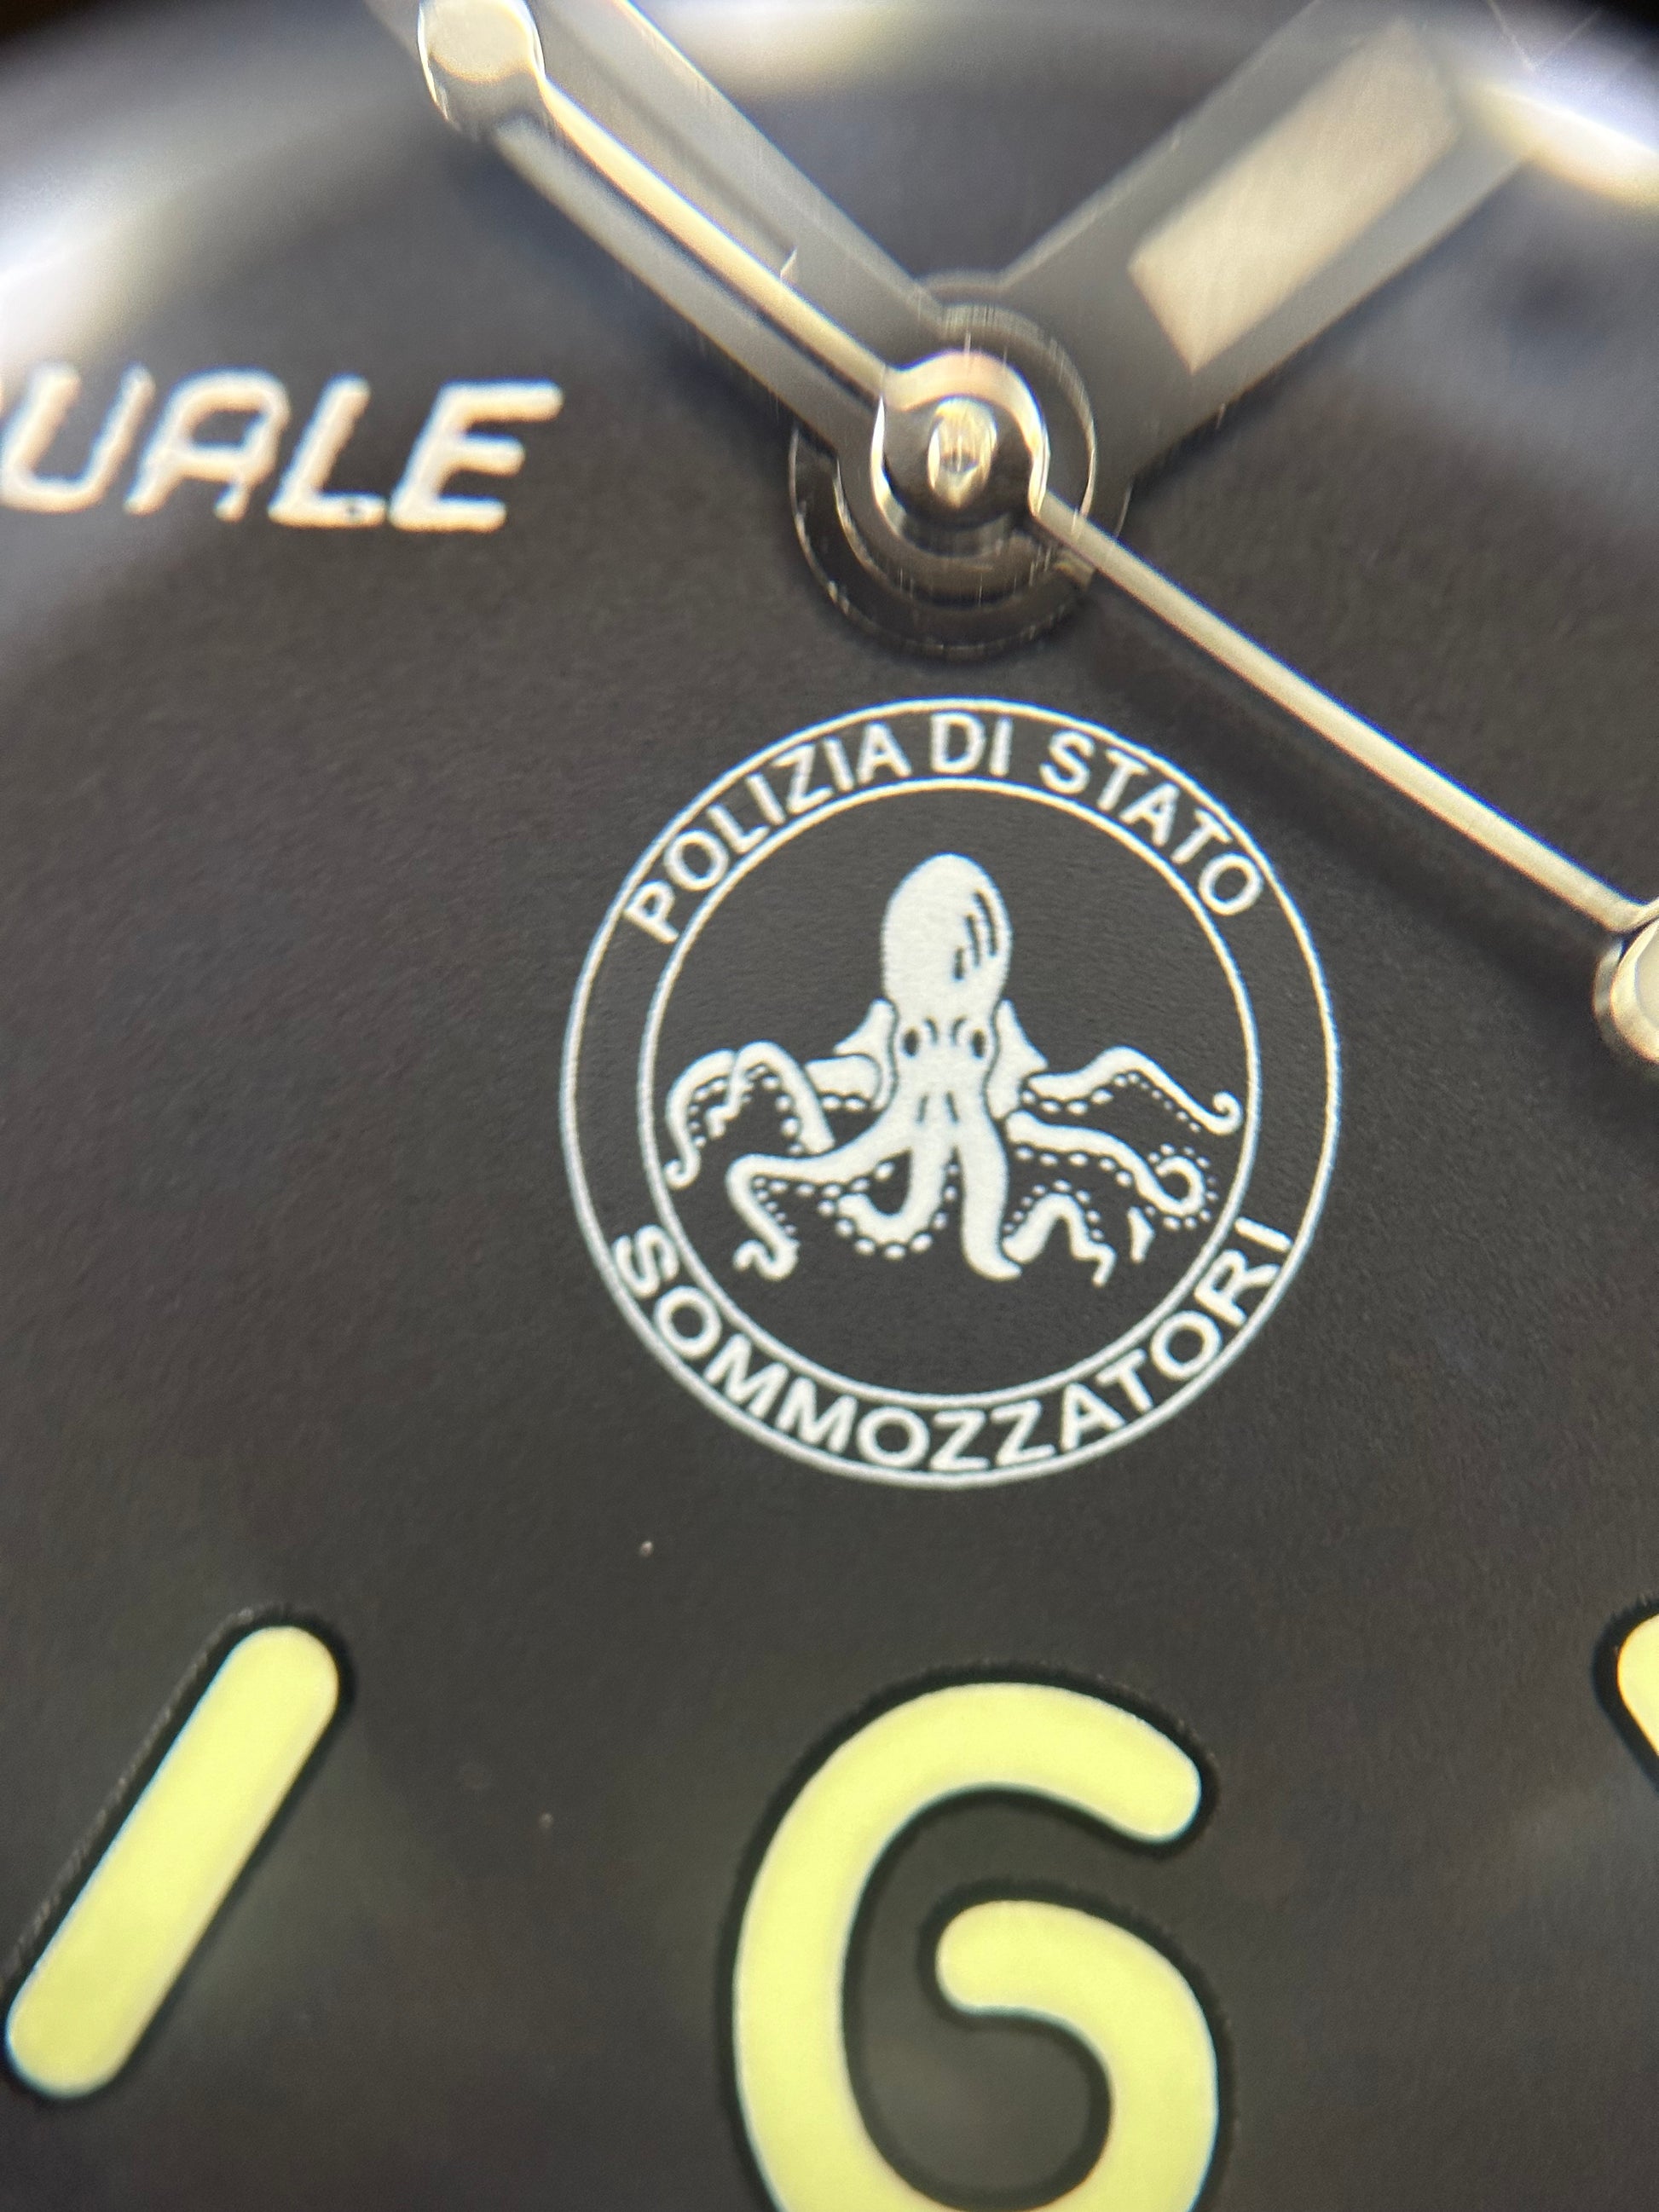 UALE
POLIZIA DI STATO
SOMMOZZATORI
6